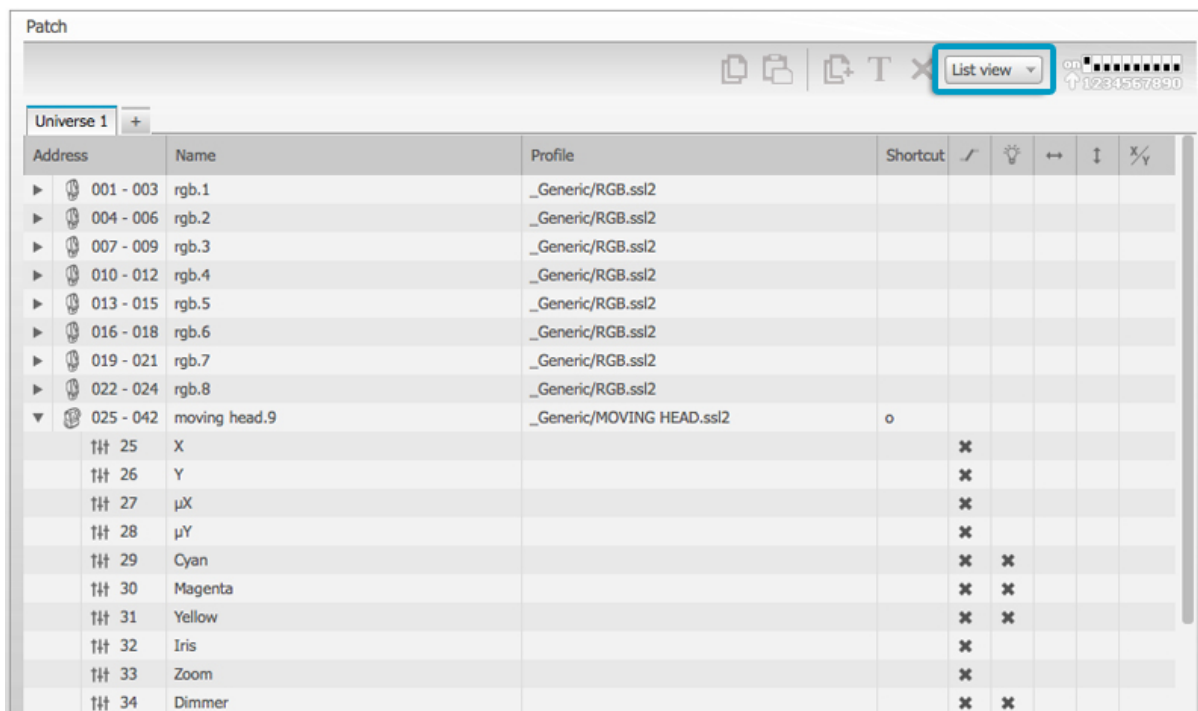 Patch
T List view on
1234567890
Universe 1 +
Address Name Profile Shortcut X/Y
001 - 003 rgb.1 _Generic/RGB.ssl2
004 - 006 rgb.2 _Generic/RGB.ssl2
007 - 009 rgb.3 _Generic/RGB.ssl2
010 - 012 rgb.4 _Generic/RGB.ssl2
013 - 015 rgb.5 _Generic/RGB.ssl2
016 - 018 rgb.6 _Generic/RGB.ssl2
019 - 021 rgb.7 _Generic/RGB.ssl2
022 - 024 rgb.8 _Generic/RGB.ssl2
025 - 042 moving head.9 _Generic/MOVING HEAD.ssl2 o
25 X
26 Y
27 µX
28 µY
29 Cyan
30 Magenta
31 Yellow
32 Iris
33 Zoom
34 Dimmer